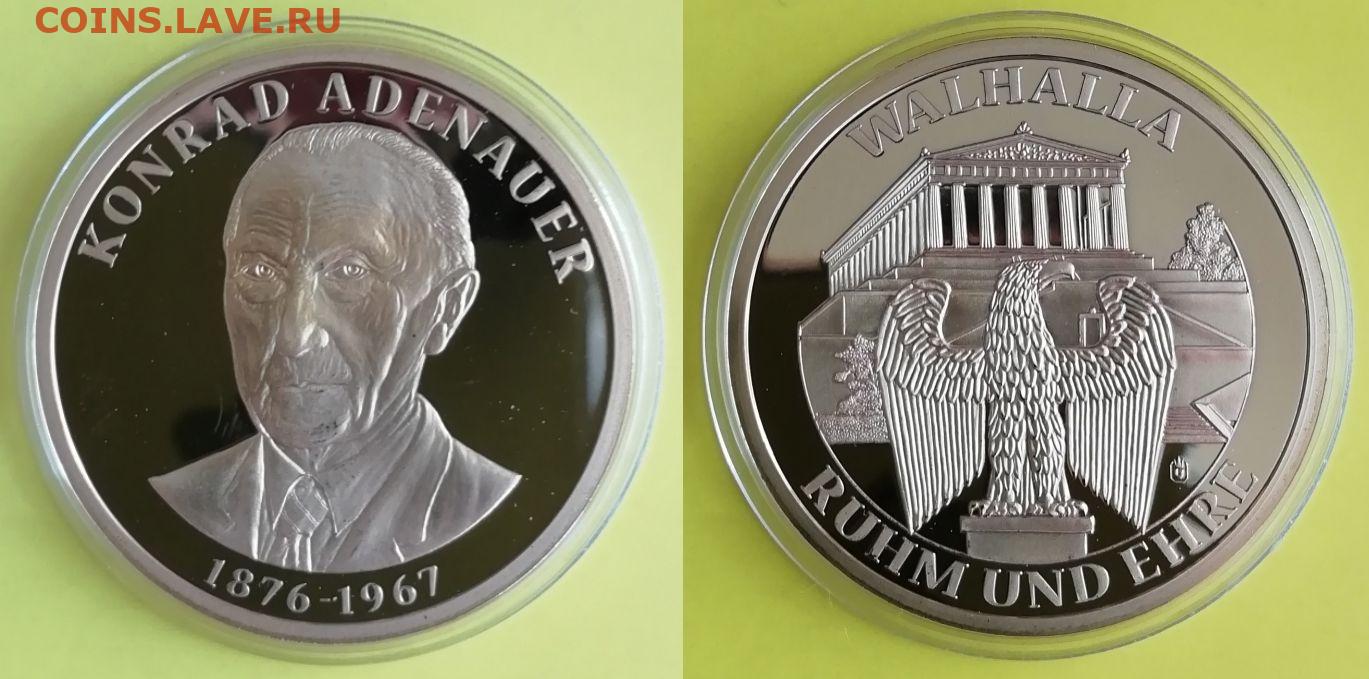 COINS.LAVE.RU
KONRAD ADENAUER
1876-1967
WALHALLA
RUHM UND EHRE